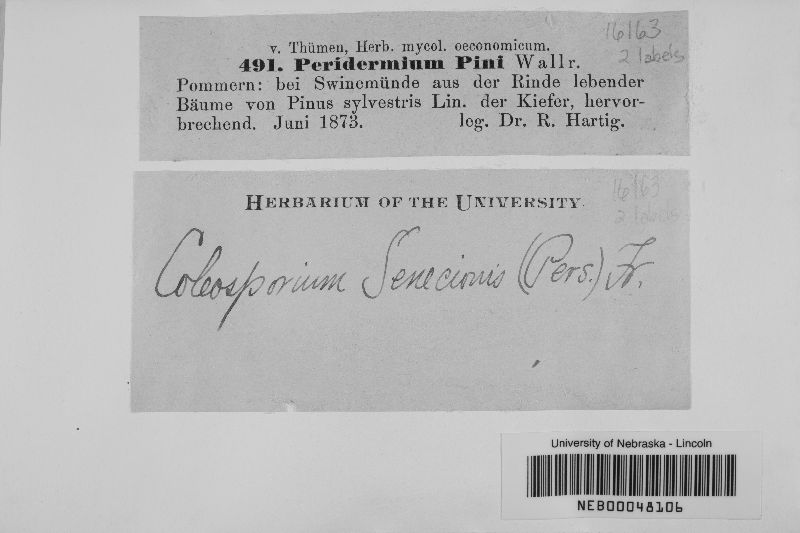 16163
2 labels
v. Thümen, Herb. mycol. oeconomicum.
491. Peridermium Pini Wallr.
Pommern: bei Swinemünde aus der Rinde lebender
Bäume von Pinus sylvestris Lin. der Kiefer, hervor-
brechend. Juni 1873. leg. Dr. R. Hartig.
16163
2 labels
HERBARIUM OF THE UNIVERSITY.
Coleosporium Senecionis (Pers.) Fr.
University of Nebraska - Lincoln
NEB00048106